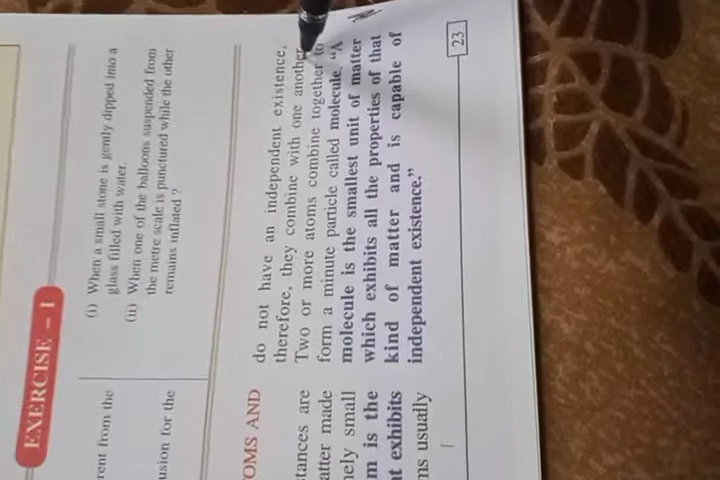 EXERCISE – I
rent from the
usion for the
(i) When a small stone is gently dipped into a
glass filled with water.
(ii) When one of the balloons suspended from
the metre scale is punctured while the other
remains inflated ?
OMS AND
tances are
atter made
nely small
m is the
at exhibits
ms usually
do not have an independent existence,
therefore, they combine with one another.
Two or more atoms combine together to
form a minute particle called molecule. “A
molecule is the smallest unit of matter
which exhibits all the properties of that
kind of matter and is capable of
independent existence.”
23